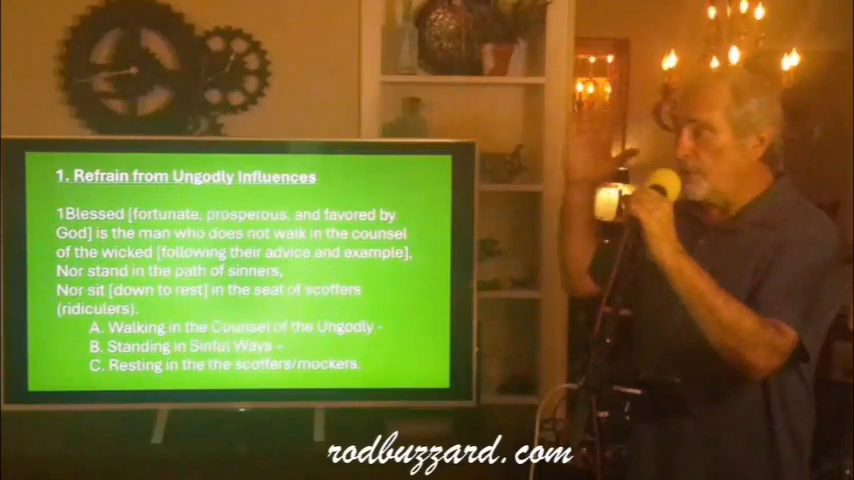 1. Refrain from Ungodly Influences
1Blessed [fortunate, prosperous, and favored by
God] is the man who does not walk in the counsel
of the wicked [following their advice and example],
Nor stand in the path of sinners,
Nor sit [down to rest] in the seat of scoffers
(ridiculers).
A. Walking in the Counsel of the Ungodly -
B. Standing in Sinful Ways -
C. Resting in the the scoffers/mockers.
rodbuzzard.com